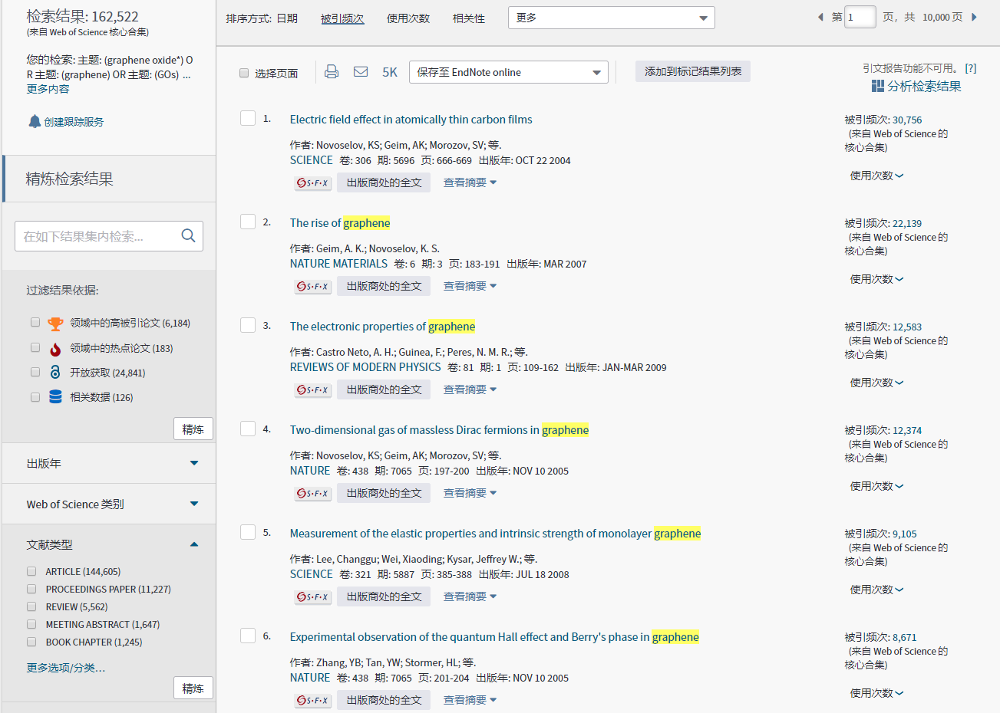 检索结果: 162,522
(来自 Web of Science 核心合集)
您的检索: 主题: (graphene oxide*) O
R 主题: (graphene) OR 主题: (GOs) ...
更多内容
创建跟踪服务
精炼检索结果
在如下结果集内检索...
过滤结果依据:
领域中的高被引论文 (6,184)
领域中的热点论文 (183)
开放获取 (24,841)
相关数据 (126)
精炼
出版年
Web of Science 类别
文献类型
ARTICLE (144,605)
PROCEEDINGS PAPER (11,227)
REVIEW (5,562)
MEETING ABSTRACT (1,647)
BOOK CHAPTER (1,245)
更多选项/分类...
精炼
排序方式: 日期 被引频次 使用次数 相关性 更多
第 1 页, 共 10,000 页
选择页面 5K 保存至 EndNote online 添加到标记结果列表
引文报告功能不可用。 [?]
分析检索结果
1. Electric field effect in atomically thin carbon films
作者: Novoselov, KS; Geim, AK; Morozov, SV; 等.
SCIENCE 卷: 306 期: 5696 页: 666-669 出版年: OCT 22 2004
S·F·X 出版商处的全文 查看摘要
被引频次: 30,756
(来自 Web of Science 的
核心合集)
使用次数
2. The rise of graphene
作者: Geim, A. K.; Novoselov, K. S.
NATURE MATERIALS 卷: 6 期: 3 页: 183-191 出版年: MAR 2007
S·F·X 出版商处的全文 查看摘要
被引频次: 22,139
(来自 Web of Science 的
核心合集)
使用次数
3. The electronic properties of graphene
作者: Castro Neto, A. H.; Guinea, F.; Peres, N. M. R.; 等.
REVIEWS OF MODERN PHYSICS 卷: 81 期: 1 页: 109-162 出版年: JAN-MAR 2009
S·F·X 出版商处的全文 查看摘要
被引频次: 12,583
(来自 Web of Science 的
核心合集)
使用次数
4. Two-dimensional gas of massless Dirac fermions in graphene
作者: Novoselov, KS; Geim, AK; Morozov, SV; 等.
NATURE 卷: 438 期: 7065 页: 197-200 出版年: NOV 10 2005
S·F·X 出版商处的全文 查看摘要
被引频次: 12,374
(来自 Web of Science 的
核心合集)
使用次数
5. Measurement of the elastic properties and intrinsic strength of monolayer graphene
作者: Lee, Changgu; Wei, Xiaoding; Kysar, Jeffrey W.; 等.
SCIENCE 卷: 321 期: 5887 页: 385-388 出版年: JUL 18 2008
S·F·X 出版商处的全文 查看摘要
被引频次: 9,105
(来自 Web of Science 的
核心合集)
使用次数
6. Experimental observation of the quantum Hall effect and Berry's phase in graphene
作者: Zhang, YB; Tan, YW; Stormer, HL; 等.
NATURE 卷: 438 期: 7065 页: 201-204 出版年: NOV 10 2005
S·F·X 出版商处的全文 查看摘要
被引频次: 8,671
(来自 Web of Science 的
核心合集)
使用次数